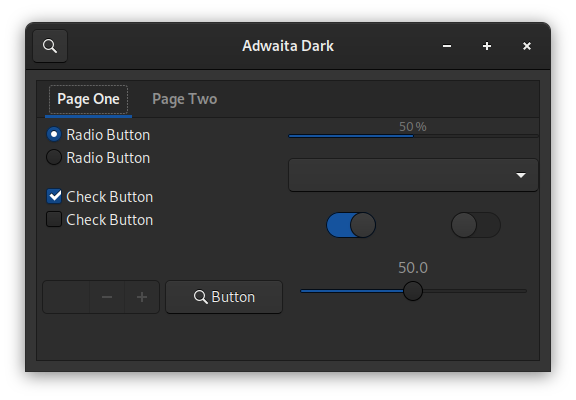 Adwaita Dark
Page One
Page Two
Radio Button
50 %
Radio Button
Check Button
Check Button
50.0
Button